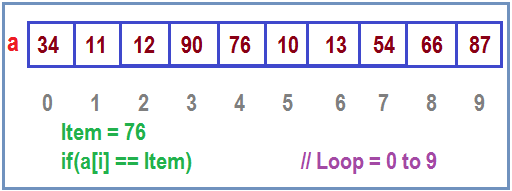 a 34 11 12 90 76 10 13 54 66 87
0 1 2 3 4 5 6 7 8 9
Item = 76
if(a[i] == Item) // Loop = 0 to 9